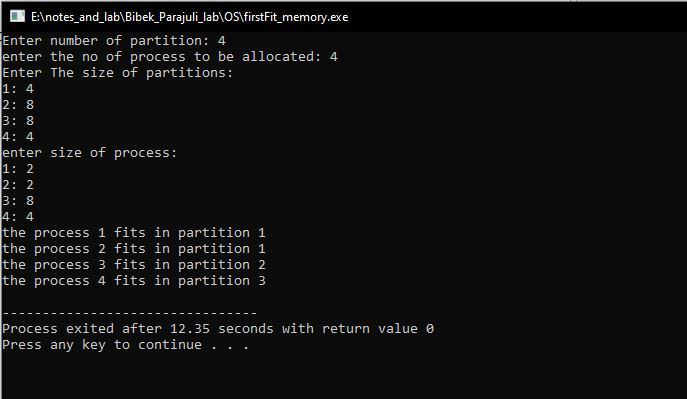 E:\notes_and_lab\Bibek_Parajuli_lab\OS\firstFit_memory.exe
Enter number of partition: 4
enter the no of process to be allocated: 4
Enter The size of partitions:
1: 4
2: 8
3: 8
4: 4
enter size of process:
1: 2
2: 2
3: 8
4: 4
the process 1 fits in partition 1
the process 2 fits in partition 1
the process 3 fits in partition 2
the process 4 fits in partition 3
--------------------------------
Process exited after 12.35 seconds with return value 0
Press any key to continue . . .